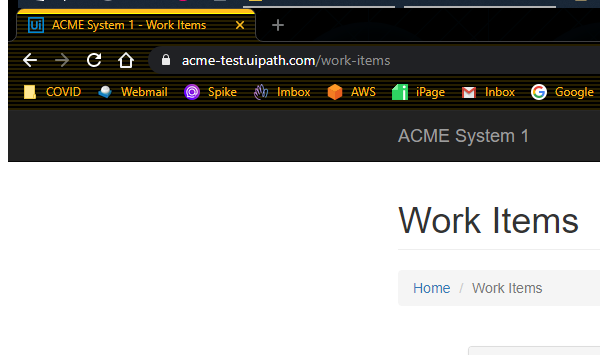 Ui ACME System 1 - Work Items
acme-test.uipath.com/work-items
COVID Webmail Spike Imbox AWS iPage Inbox Google
ACME System 1
Work Items
Home / Work Items